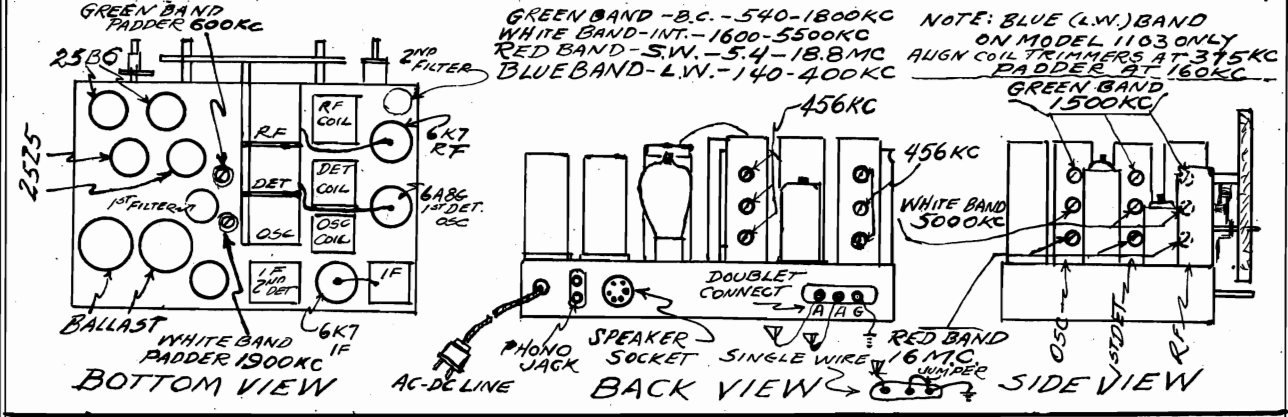 GREEN BAND
PADDER 600KC
25B6
2525
1ST FILTER
BALLAST
WHITE BAND
PADDER 1900KC
BOTTOM VIEW
RF
DET
OSC
RF
COIL
DET
COIL
OSC
COIL
IF
2ND
DET
2ND
FILTER
6K7
RF
6A8G
1ST DET.
OSC
IF
6K7
IF
GREEN BAND - B.C. - 540-1800KC
WHITE BAND-INT.-1600-5500KC
RED BAND-S.W.-5.4-18.8MC
BLUE BAND-L.W.-140-400KC
456KC
456KC
DOUBLET
CONNECT
A A G
PHONO
JACK
SPEAKER
SOCKET
SINGLE WIRE
AC-DC LINE
BACK VIEW
JUMPER
NOTE: BLUE (L.W.) BAND
ON MODEL 1103 ONLY
ALIGN COIL TRIMMERS AT 375KC
PADDER AT 160KC
GREEN BAND
1500KC
WHITE BAND
5000KC
RED BAND
16 M.C.
OSC
1ST DET
RF
SIDE VIEW